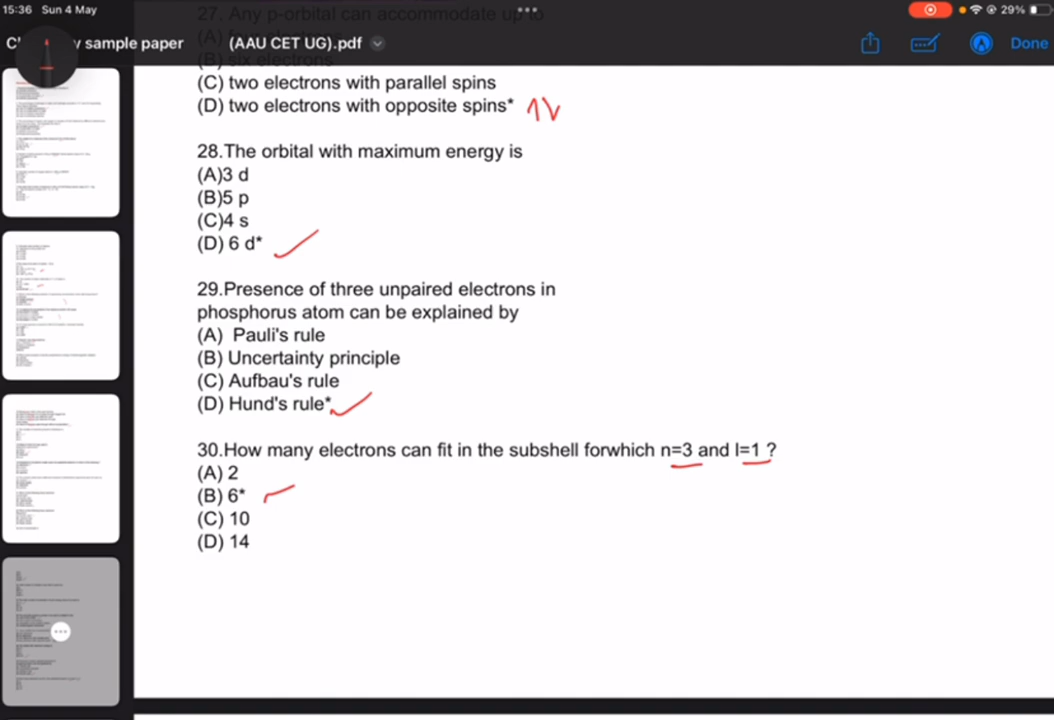 15:36 Sun 4 May
29%
sample paper (AAU CET UG).pdf
Done
27. Any p-orbital can accommodate up to
(B) six electrons
(C) two electrons with parallel spins
(D) two electrons with opposite spins*
28.The orbital with maximum energy is
(A)3 d
(B)5 p
(C)4 s
(D) 6 d*
29.Presence of three unpaired electrons in
phosphorus atom can be explained by
(A) Pauli's rule
(B) Uncertainty principle
(C) Aufbau's rule
(D) Hund's rule*
30.How many electrons can fit in the subshell forwhich n=3 and l=1 ?
(A) 2
(B) 6*
(C) 10
(D) 14